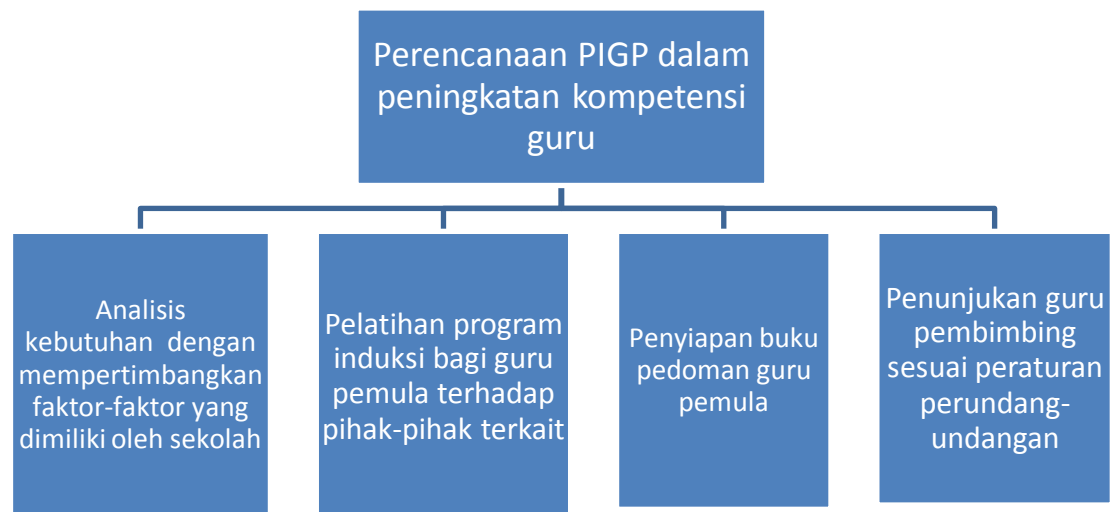 Perencanaan PIGP dalam
peningkatan kompetensi
guru
Analisis
kebutuhan dengan
mempertimbangkan
faktor-faktor yang
dimiliki oleh sekolah
Pelatihan program
induksi bagi guru
pemula terhadap
pihak-pihak terkait
Penyiapan buku
pedoman guru
pemula
Penunjukan guru
pembimbing
sesuai peraturan
perundang-
undangan